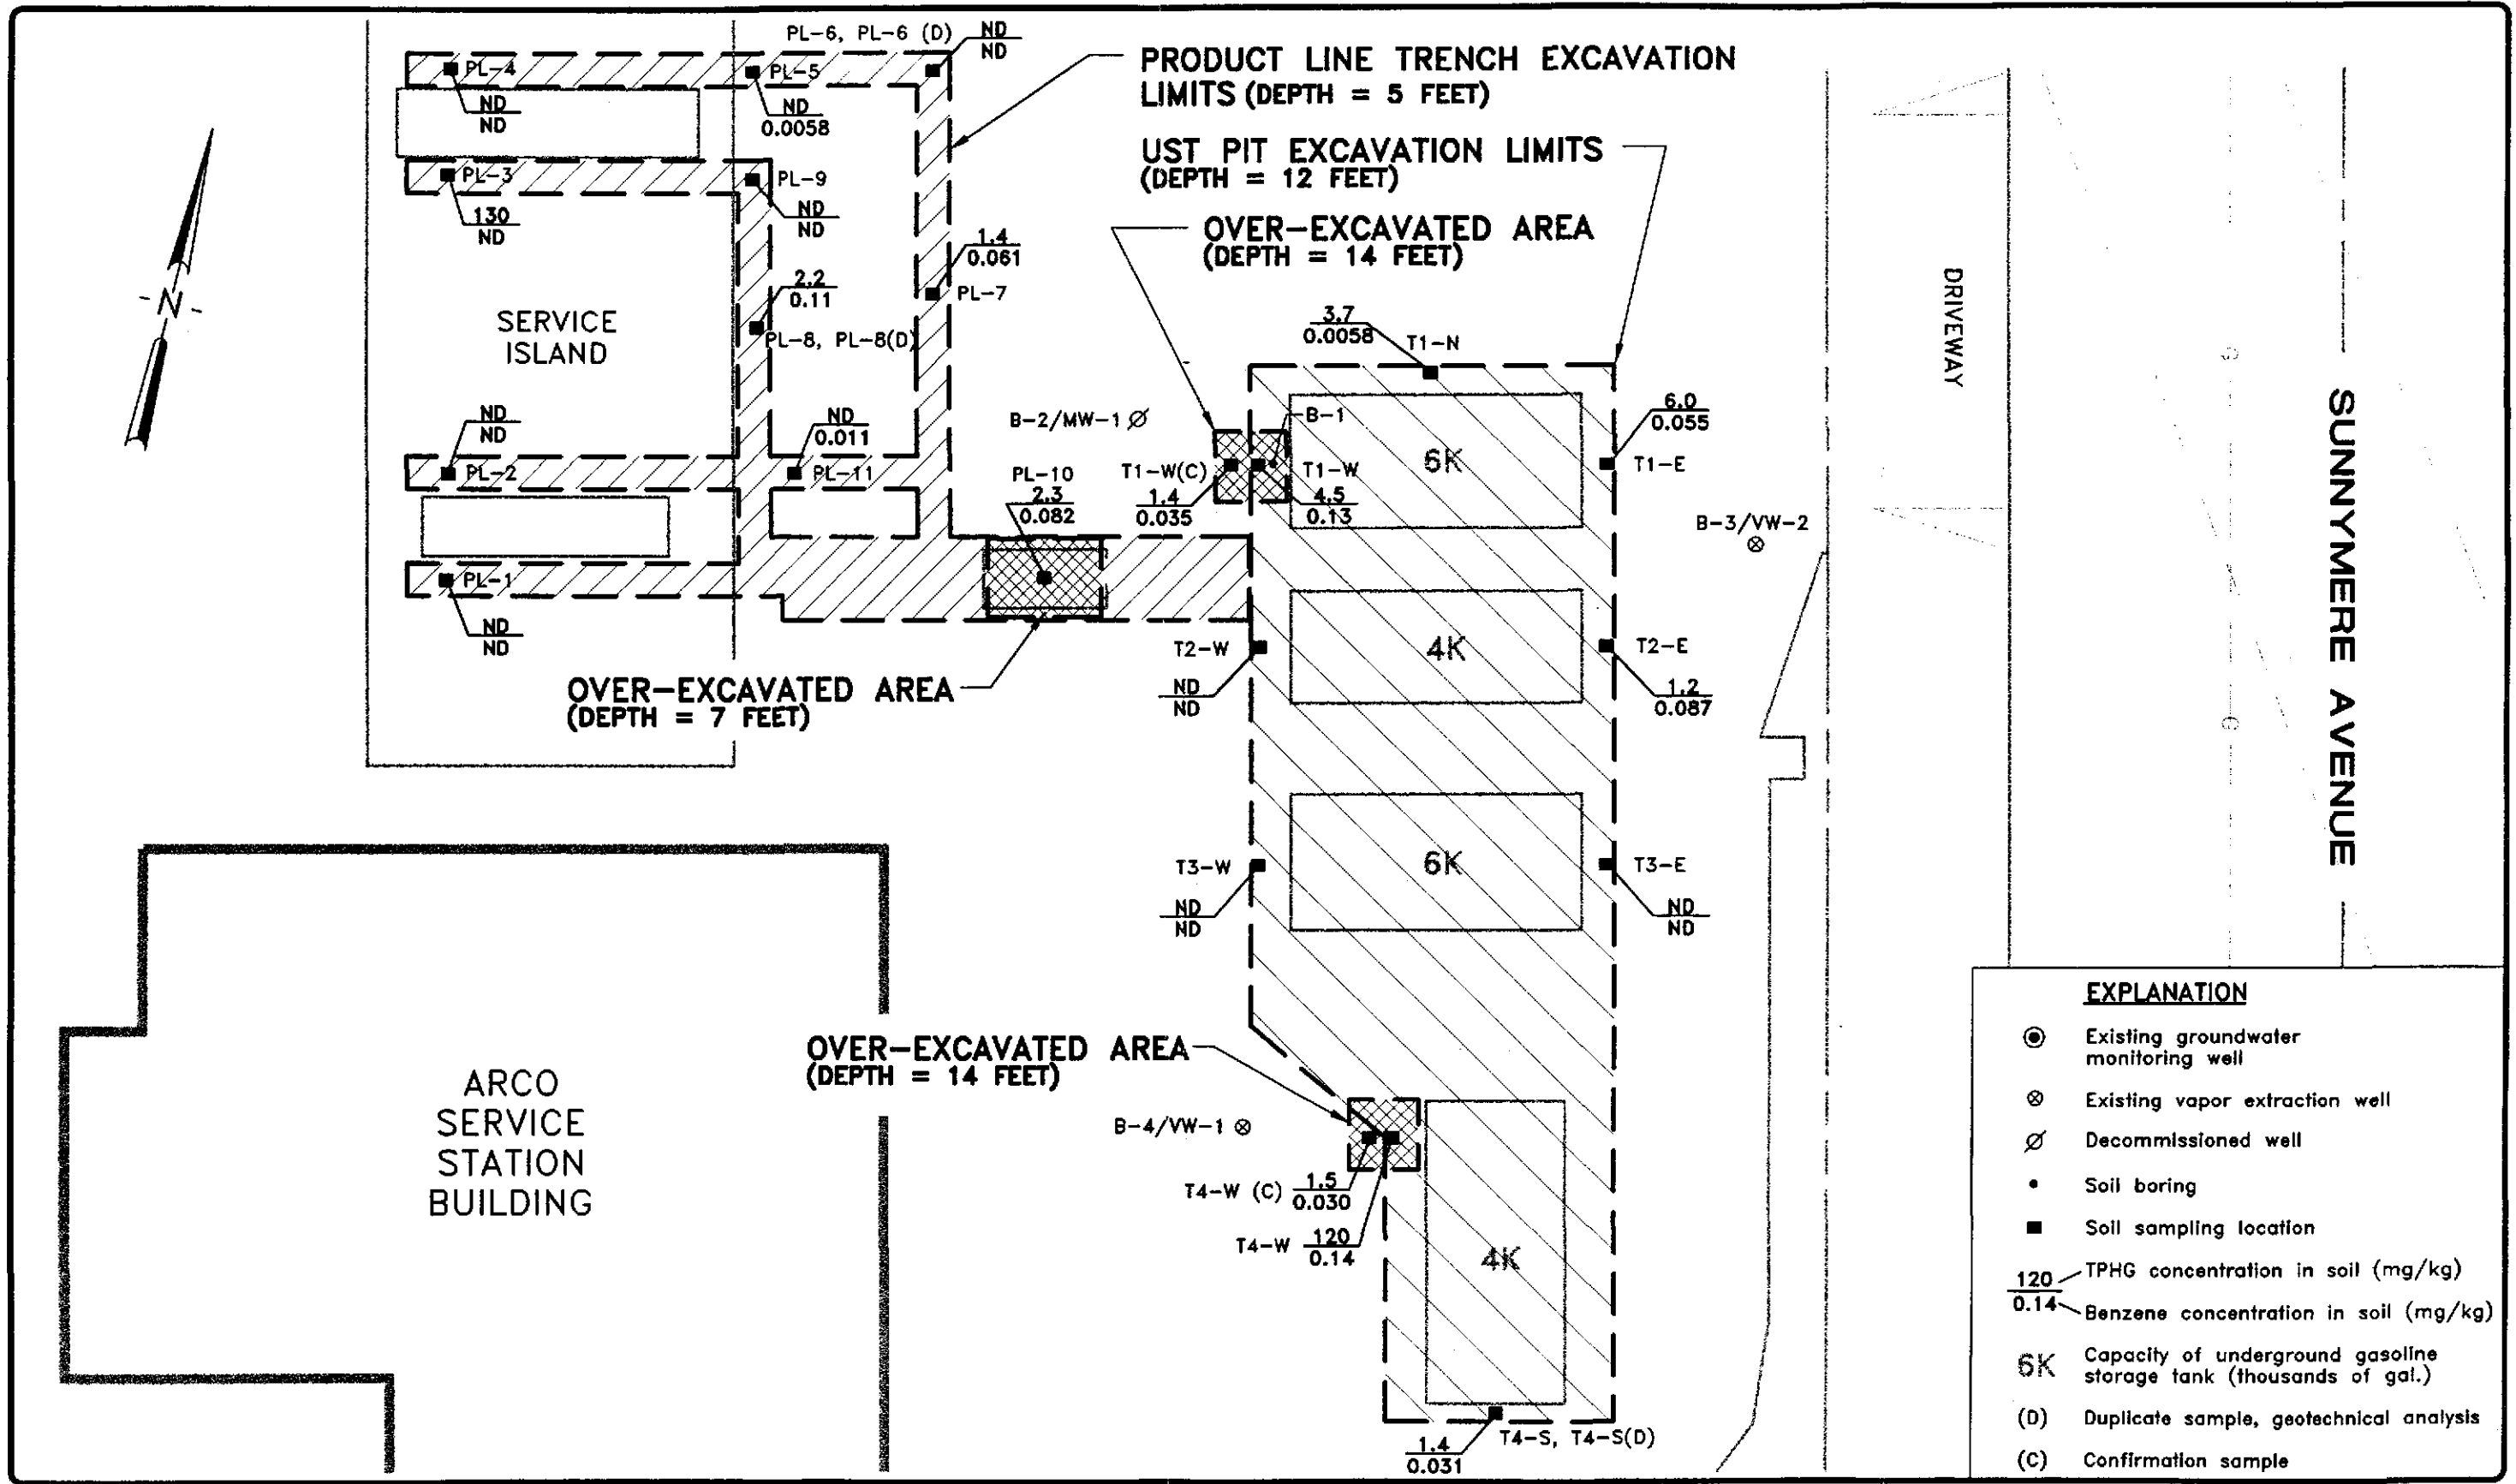 PL-6, PL-6 (D)
ND
ND
PL-4
ND
ND
PL-5
ND
0.0058
PRODUCT LINE TRENCH EXCAVATION
LIMITS (DEPTH = 5 FEET)
UST PIT EXCAVATION LIMITS
(DEPTH = 12 FEET)
OVER-EXCAVATED AREA
(DEPTH = 14 FEET)
PL-3
130
ND
PL-9
ND
ND
1.4
0.061
PL-7
2.2
0.11
PL-8, PL-8(D)
N
SERVICE
ISLAND
ND
ND
PL-2
ND
0.011
PL-11
B-2/MW-1
PL-10
2.3
0.082
PL-1
ND
ND
OVER-EXCAVATED AREA
(DEPTH = 7 FEET)
3.7
0.0058
T1-N
B-1
T1-W(C)
1.4
0.035
T1-W
4.5
0.13
6K
6.0
0.055
T1-E
B-3/VW-2
T2-W
ND
ND
4K
T2-E
1.2
0.087
T3-W
ND
ND
6K
T3-E
ND
ND
DRIVEWAY
G
G
SUNNYMERE AVENUE
OVER-EXCAVATED AREA
(DEPTH = 14 FEET)
B-4/VW-1
T4-W (C)
1.5
0.030
T4-W
120
0.14
4K
1.4
0.031
T4-S, T4-S(D)
ARCO
SERVICE
STATION
BUILDING
EXPLANATION
Existing groundwater
monitoring well
Existing vapor extraction well
Decommissioned well
Soil boring
Soil sampling location
120
TPHG concentration in soil (mg/kg)
0.14
Benzene concentration in soil (mg/kg)
6K
Capacity of underground gasoline
storage tank (thousands of gal.)
(D) Duplicate sample, geotechnical analysis
(C) Confirmation sample